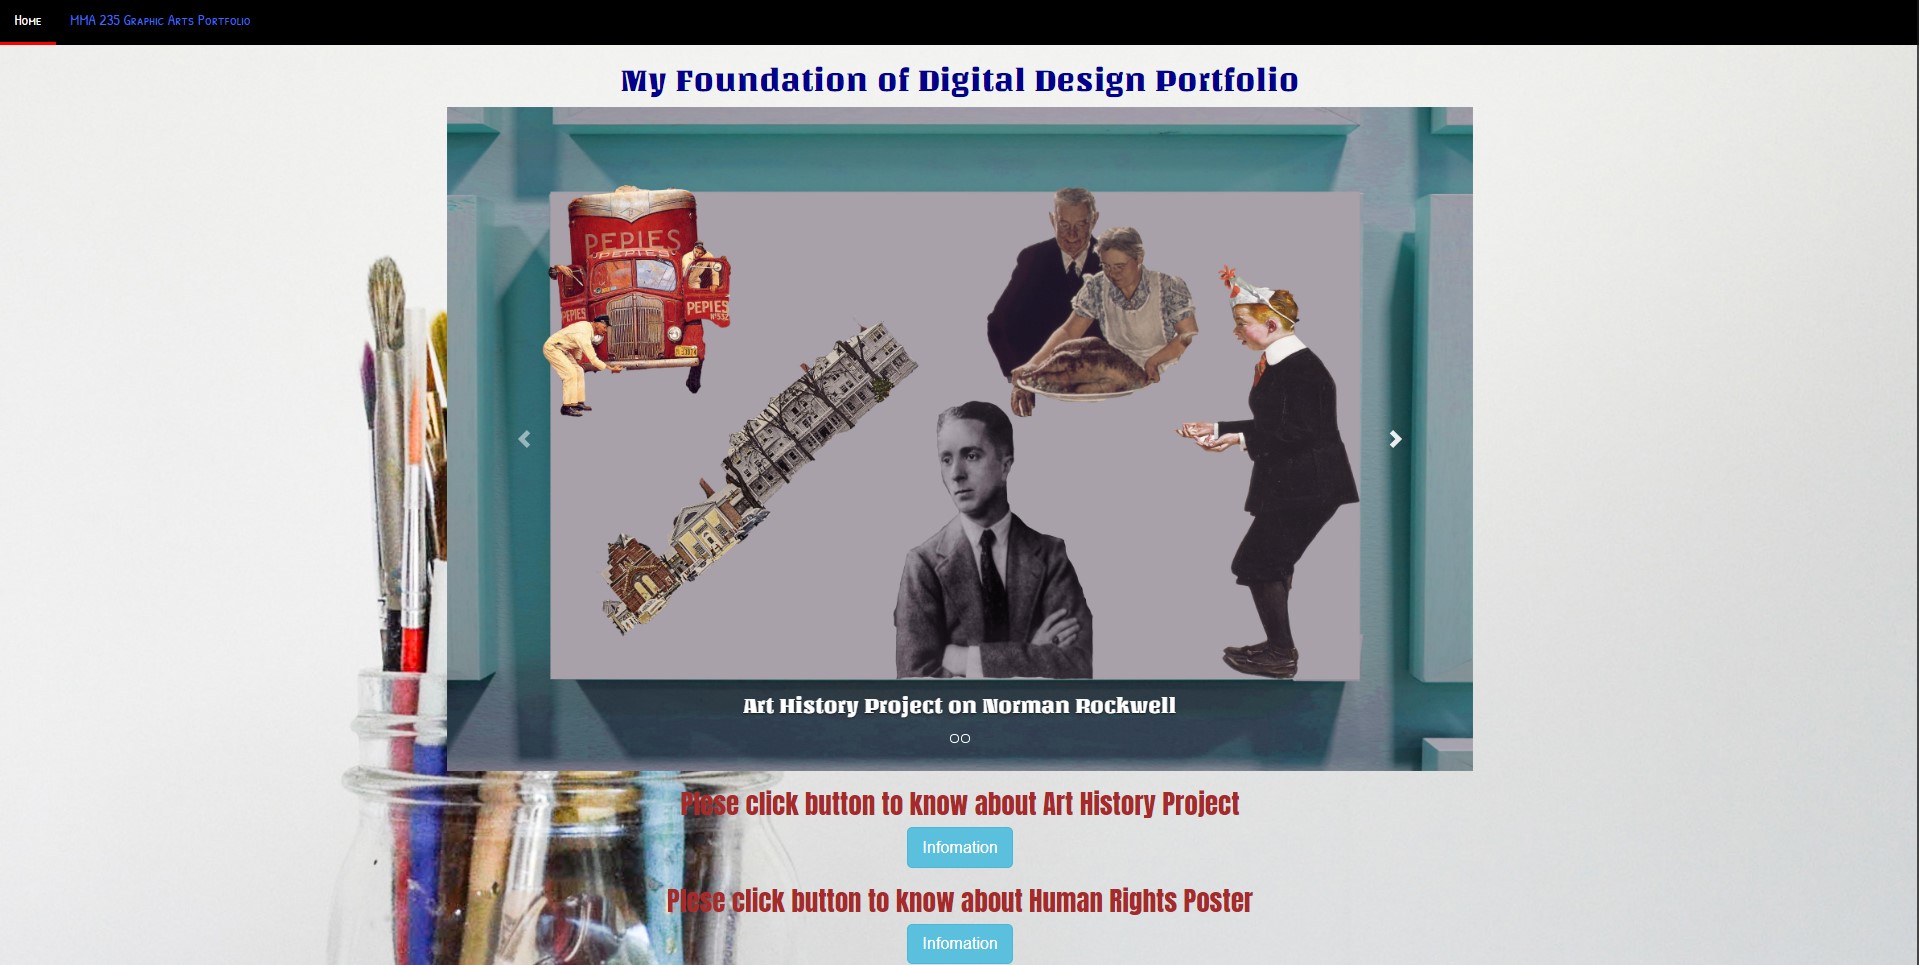 Home MMA 235 Graphic Arts Portfolio
My Foundation of Digital Design Portfolio
PEPIES
PEPIES
PEPIES
PEPIES
Art History Project on Norman Rockwell
Plese click button to know about Art History Project
Infomation
Plese click button to know about Human Rights Poster
Infomation